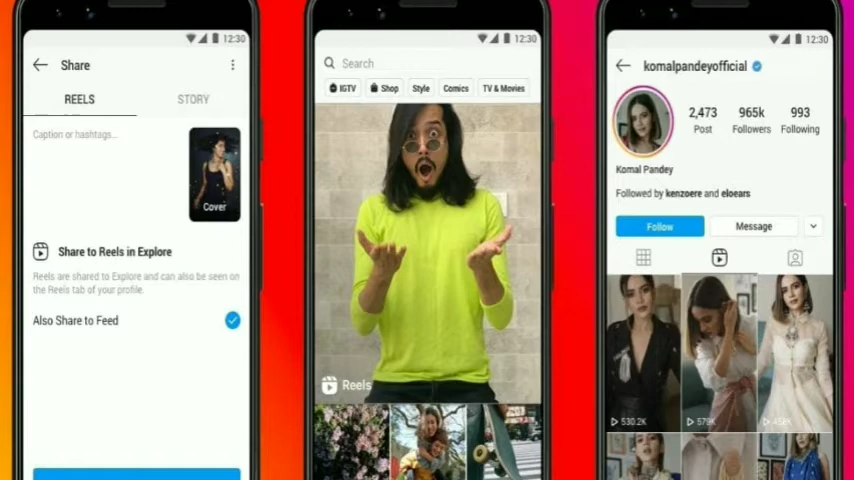 12:30
Share
REELS
STORY
Caption or hashtags...
Cover
Share to Reels in Explore
Reels are shared to Explore and can also be seen on
the Reels tab of your profile.
Also Share to Feed
12:30
Search
IGTV
Shop
Style
Comics
TV & Movies
Reels
12:30
komalpandeyofficial
2,473
965k
993
Post
Followers
Following
Komal Pandey
Followed by kenzoere and eloears
Follow
Message
530.2K
579K